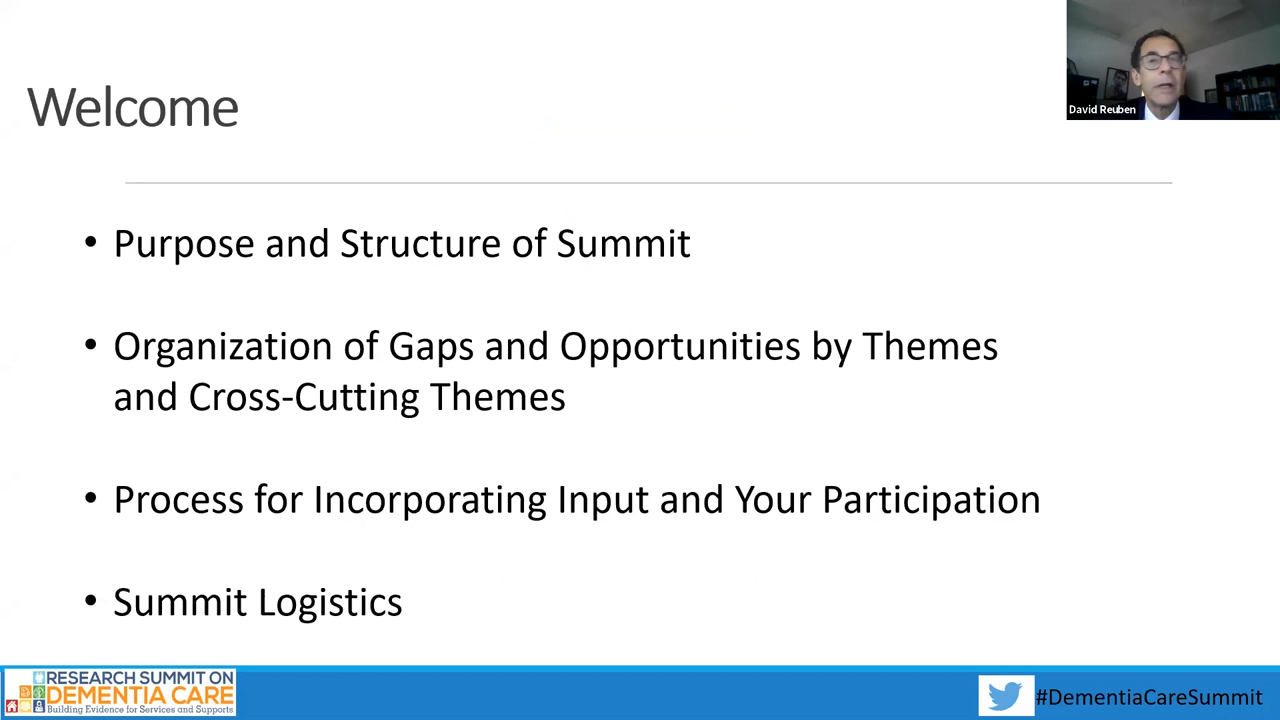 Welcome
David Reuben
• Purpose and Structure of Summit
• Organization of Gaps and Opportunities by Themes
and Cross-Cutting Themes
• Process for Incorporating Input and Your Participation
• Summit Logistics
RESEARCH SUMMIT ON
DEMENTIA CARE
Building Evidence for Services and Supports
#DementiaCareSummit